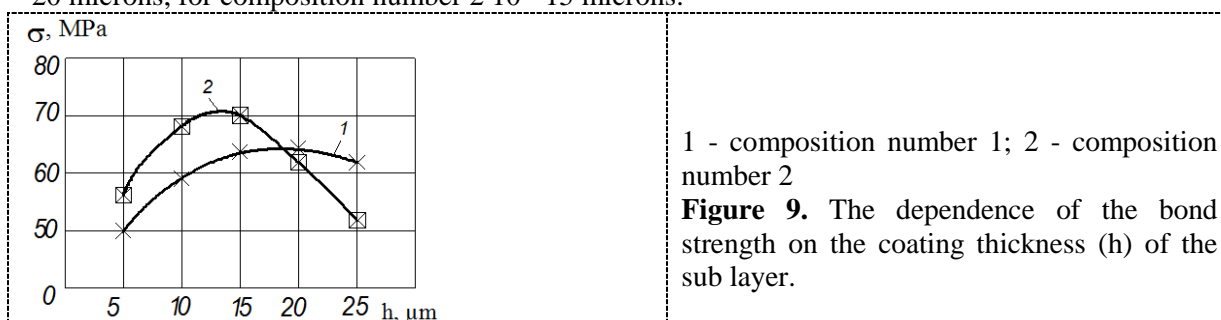 20 microns, for composition number 2 10 - 15 microns.
σ, MPa
80
70
60
50
0
5 10 15 20 25 h, μm
2
1
1 - composition number 1; 2 - composition
number 2
Figure 9. The dependence of the bond
strength on the coating thickness (h) of the
sub layer.